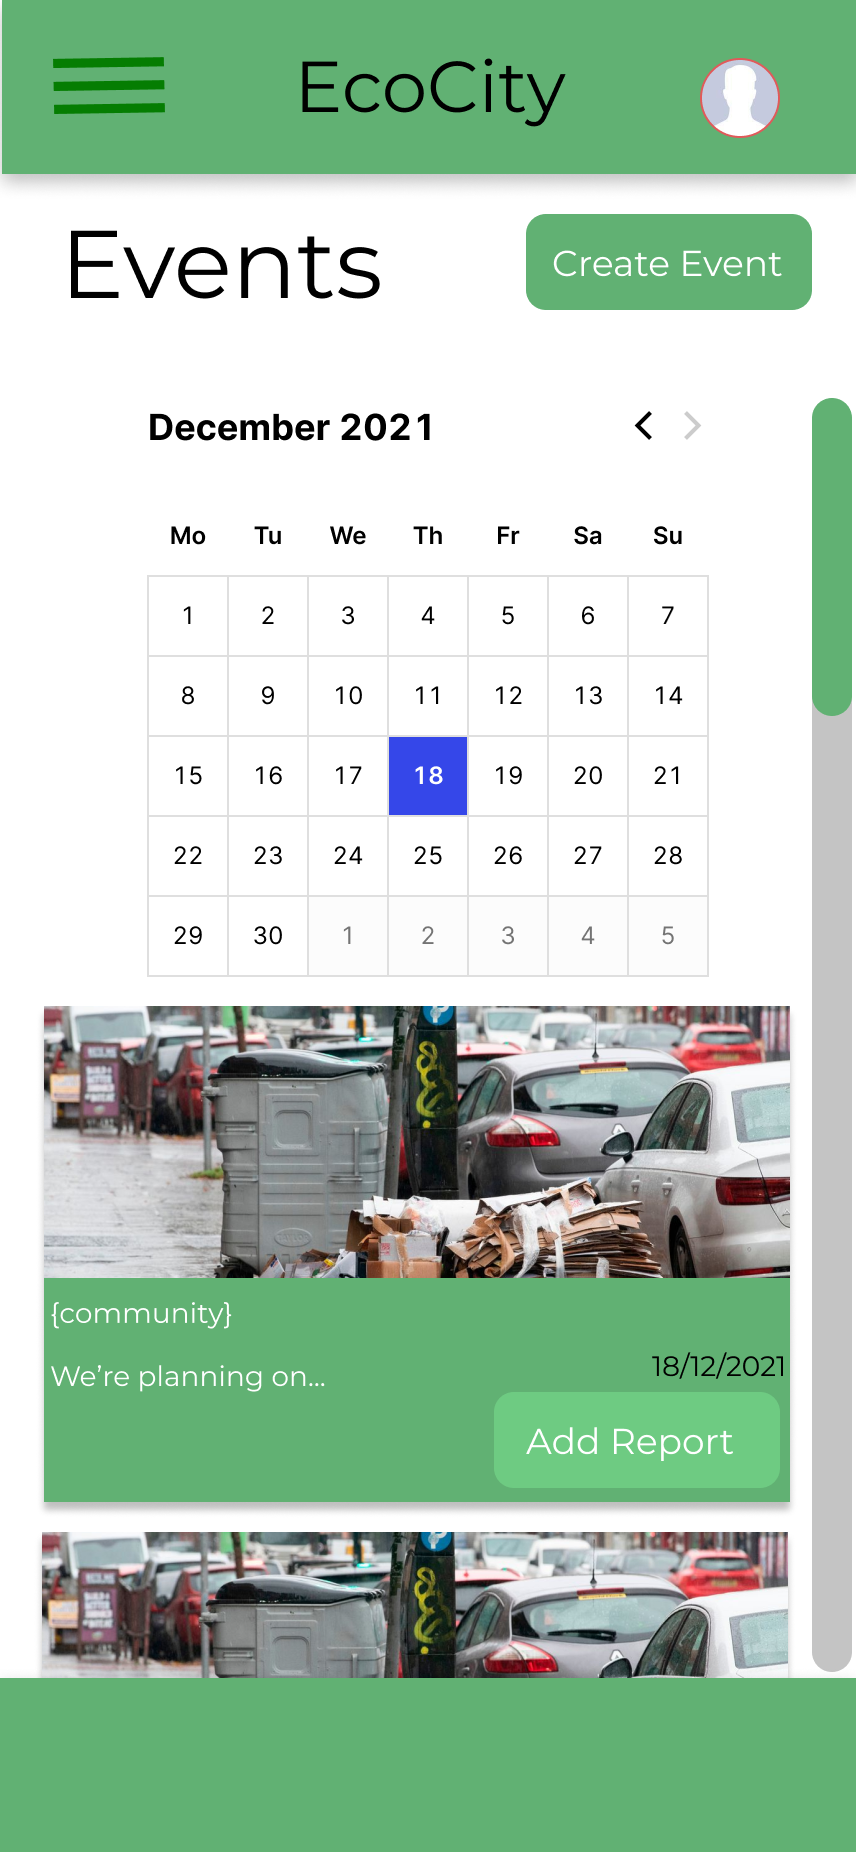 EcoCity
Events
Create Event
December 2021
Mo Tu We Th Fr Sa Su
1 2 3 4 5 6 7
8 9 10 11 12 13 14
15 16 17 18 19 20 21
22 23 24 25 26 27 28
29 30 1 2 3 4 5
{community}
We’re planning on...
18/12/2021
Add Report